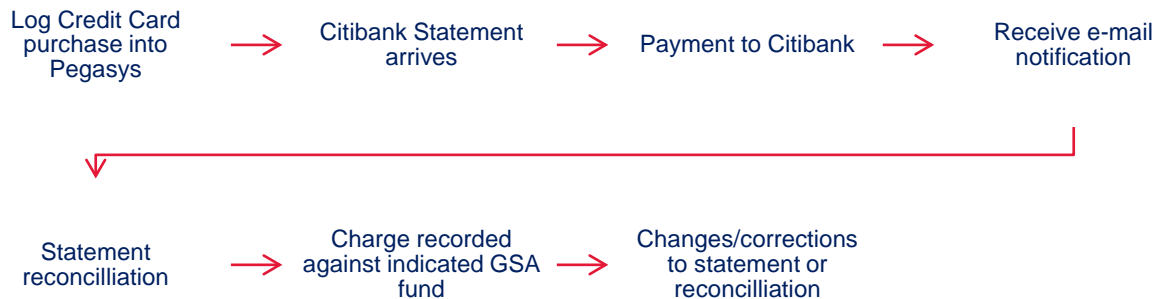 Log Credit Card
purchase into
Pegasys
Citibank Statement
arrives
Payment to Citibank
Receive e-mail
notification
Statement
reconcilliation
Charge recorded
against indicated GSA
fund
Changes/corrections
to statement or
reconcilliation